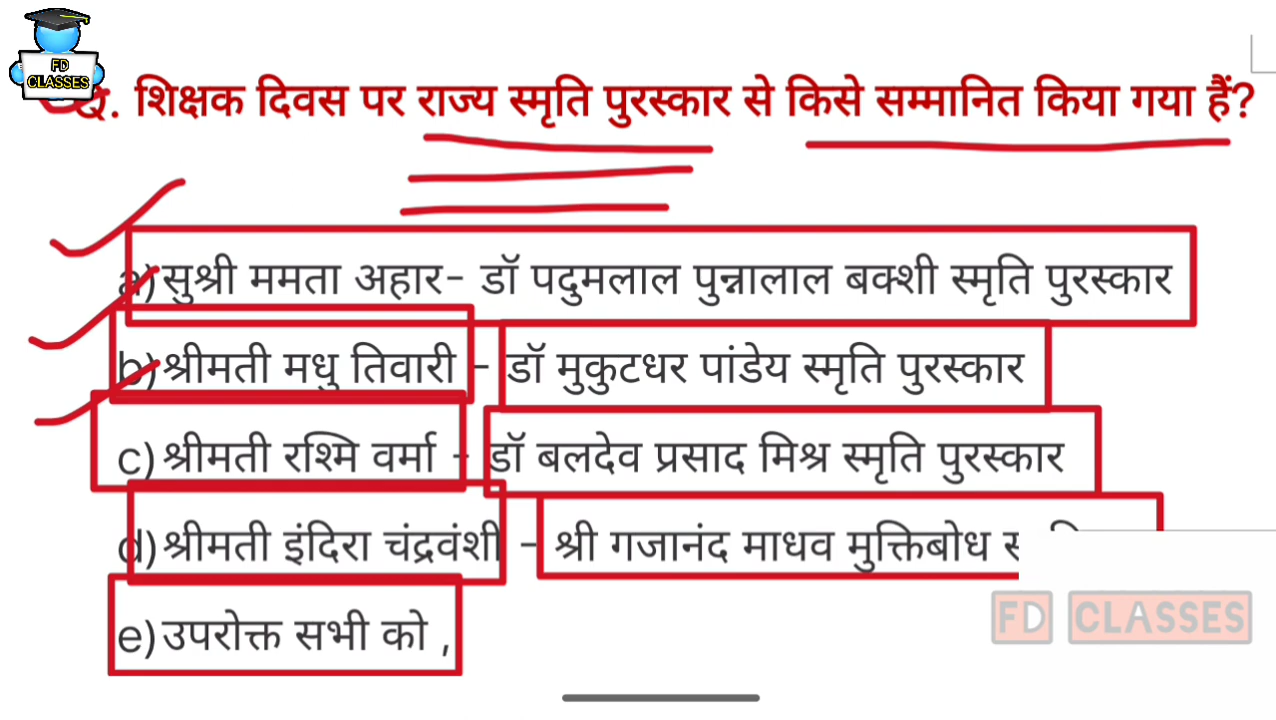 FD
CLASSES
Q. शिक्षक दिवस पर राज्य स्मृति पुरस्कार से किसे सम्मानित किया गया हैं?
a) सुश्री ममता अहार- डॉ पदुमलाल पुन्नालाल बक्शी स्मृति पुरस्कार
b) श्रीमती मधु तिवारी - डॉ मुकुटधर पांडेय स्मृति पुरस्कार
c) श्रीमती रश्मि वर्मा - डॉ बलदेव प्रसाद मिश्र स्मृति पुरस्कार
d) श्रीमती इंदिरा चंद्रवंशी - श्री गजानंद माधव मुक्तिबोध
e) उपरोक्त सभी को ,
FD CLASSES